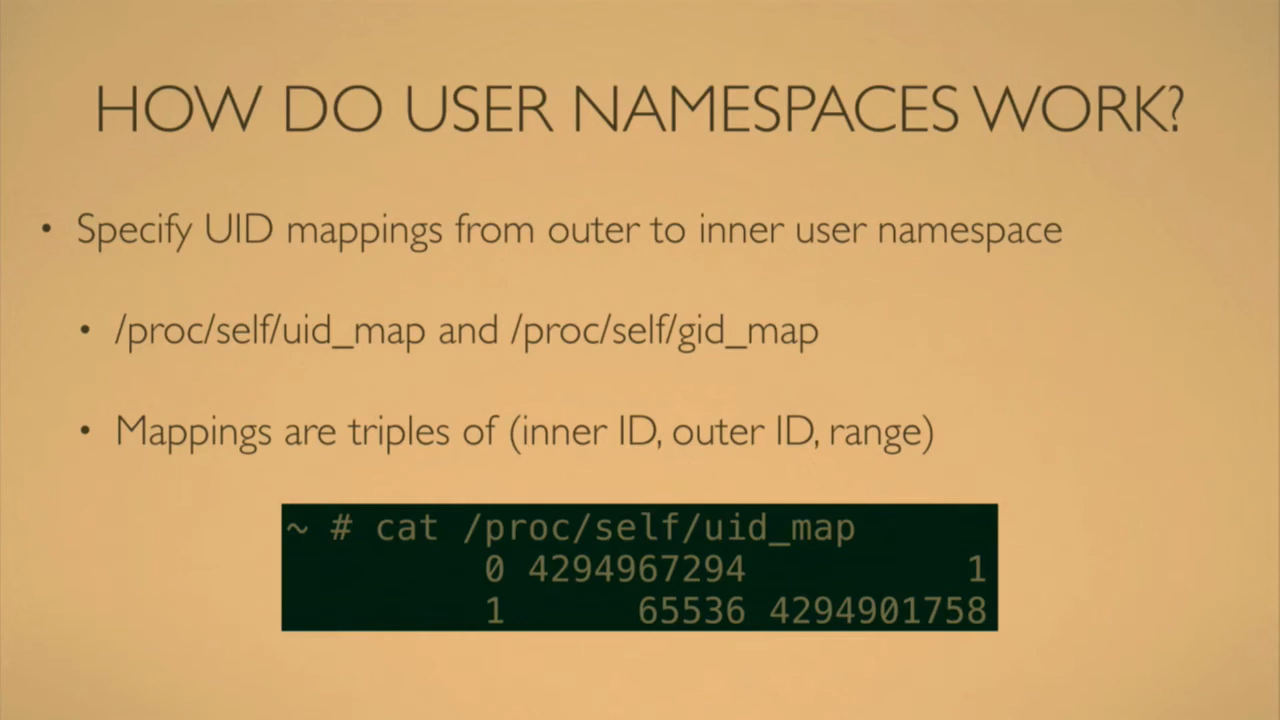 HOW DO USER NAMESPACES WORK?
• Specify UID mappings from outer to inner user namespace
• /proc/self/uid_map and /proc/self/gid_map
• Mappings are triples of (inner ID, outer ID, range)
~ # cat /proc/self/uid_map
0 4294967294 1
1 65536 4294901758